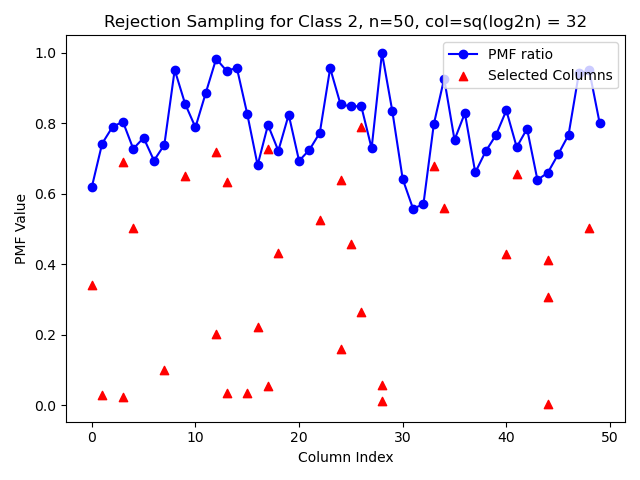 Rejection Sampling for Class 2, n=50, col=sq(log2n) = 32
PMF ratio
Selected Columns
PMF Value
1.0
0.8
0.6
0.4
0.2
0.0
0 10 20 30 40 50
Column Index